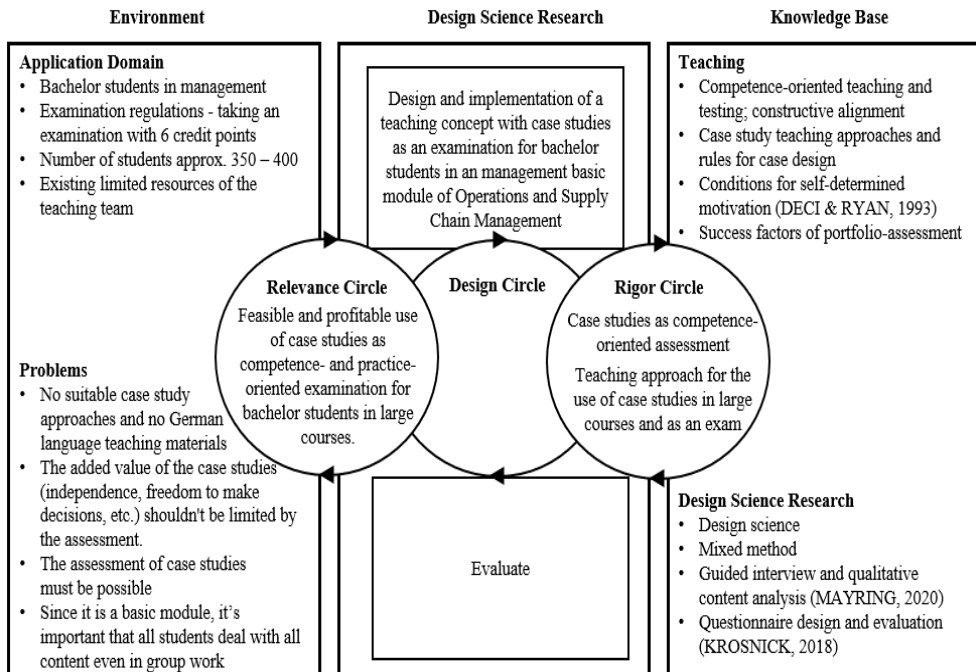 Environment
Design Science Research
Knowledge Base
Application Domain
• Bachelor students in management
• Examination regulations - taking an
examination with 6 credit points
• Number of students approx. 350 – 400
• Existing limited resources of the
teaching team
Problems
• No suitable case study
approaches and no German
language teaching materials
• The added value of the case studies
(independence, freedom to make
decisions, etc.) shouldn't be limited by
the assessment.
• The assessment of case studies
must be possible
• Since it is a basic module, it’s
important that all students deal with all
content even in group work
Relevance Circle
Feasible and profitable use
of case studies as
competence- and practice-
oriented examination for
bachelor students in large
courses.
Design and implementation of a
teaching concept with case studies
as an examination for bachelor
students in an management basic
module of Operations and Supply
Chain Management
Design Circle
Evaluate
Rigor Circle
Case studies as competence-
oriented assessment
Teaching approach for the
use of case studies in large
courses and as an exam
Teaching
• Competence-oriented teaching and
testing; constructive alignment
• Case study teaching approaches and
rules for case design
• Conditions for self-determined
motivation (DECI & RYAN, 1993)
• Success factors of portfolio-assessment
Design Science Research
• Design science
• Mixed method
• Guided interview and qualitative
content analysis (MAYRING, 2020)
• Questionnaire design and evaluation
(KROSNICK, 2018)